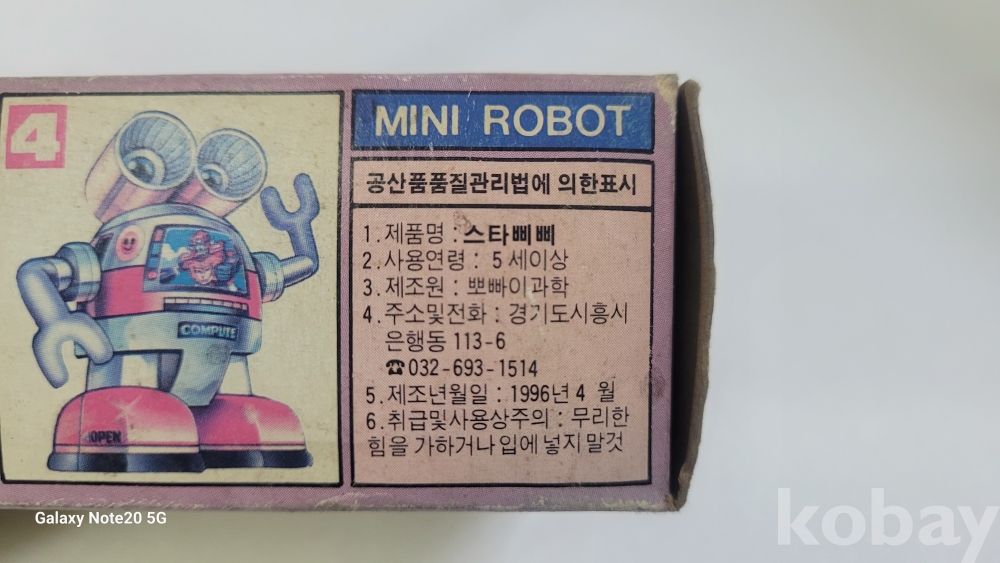 4
MINI ROBOT
공산품품질관리법에 의한표시
1. 제품명 : 스타삐삐
2. 사용연령 : 5 세이상
3. 제조원 : 뽀빠이과학
4. 주소및전화 : 경기도시흥시
은행동 113-6
☎032-693-1514
5. 제조년월일 : 1996년 4 월
6. 취급및사용상주의 : 무리한
힘을 가하거나 입에 넣지 말것
COMPUTE
OPEN
Galaxy Note20 5G
kobay